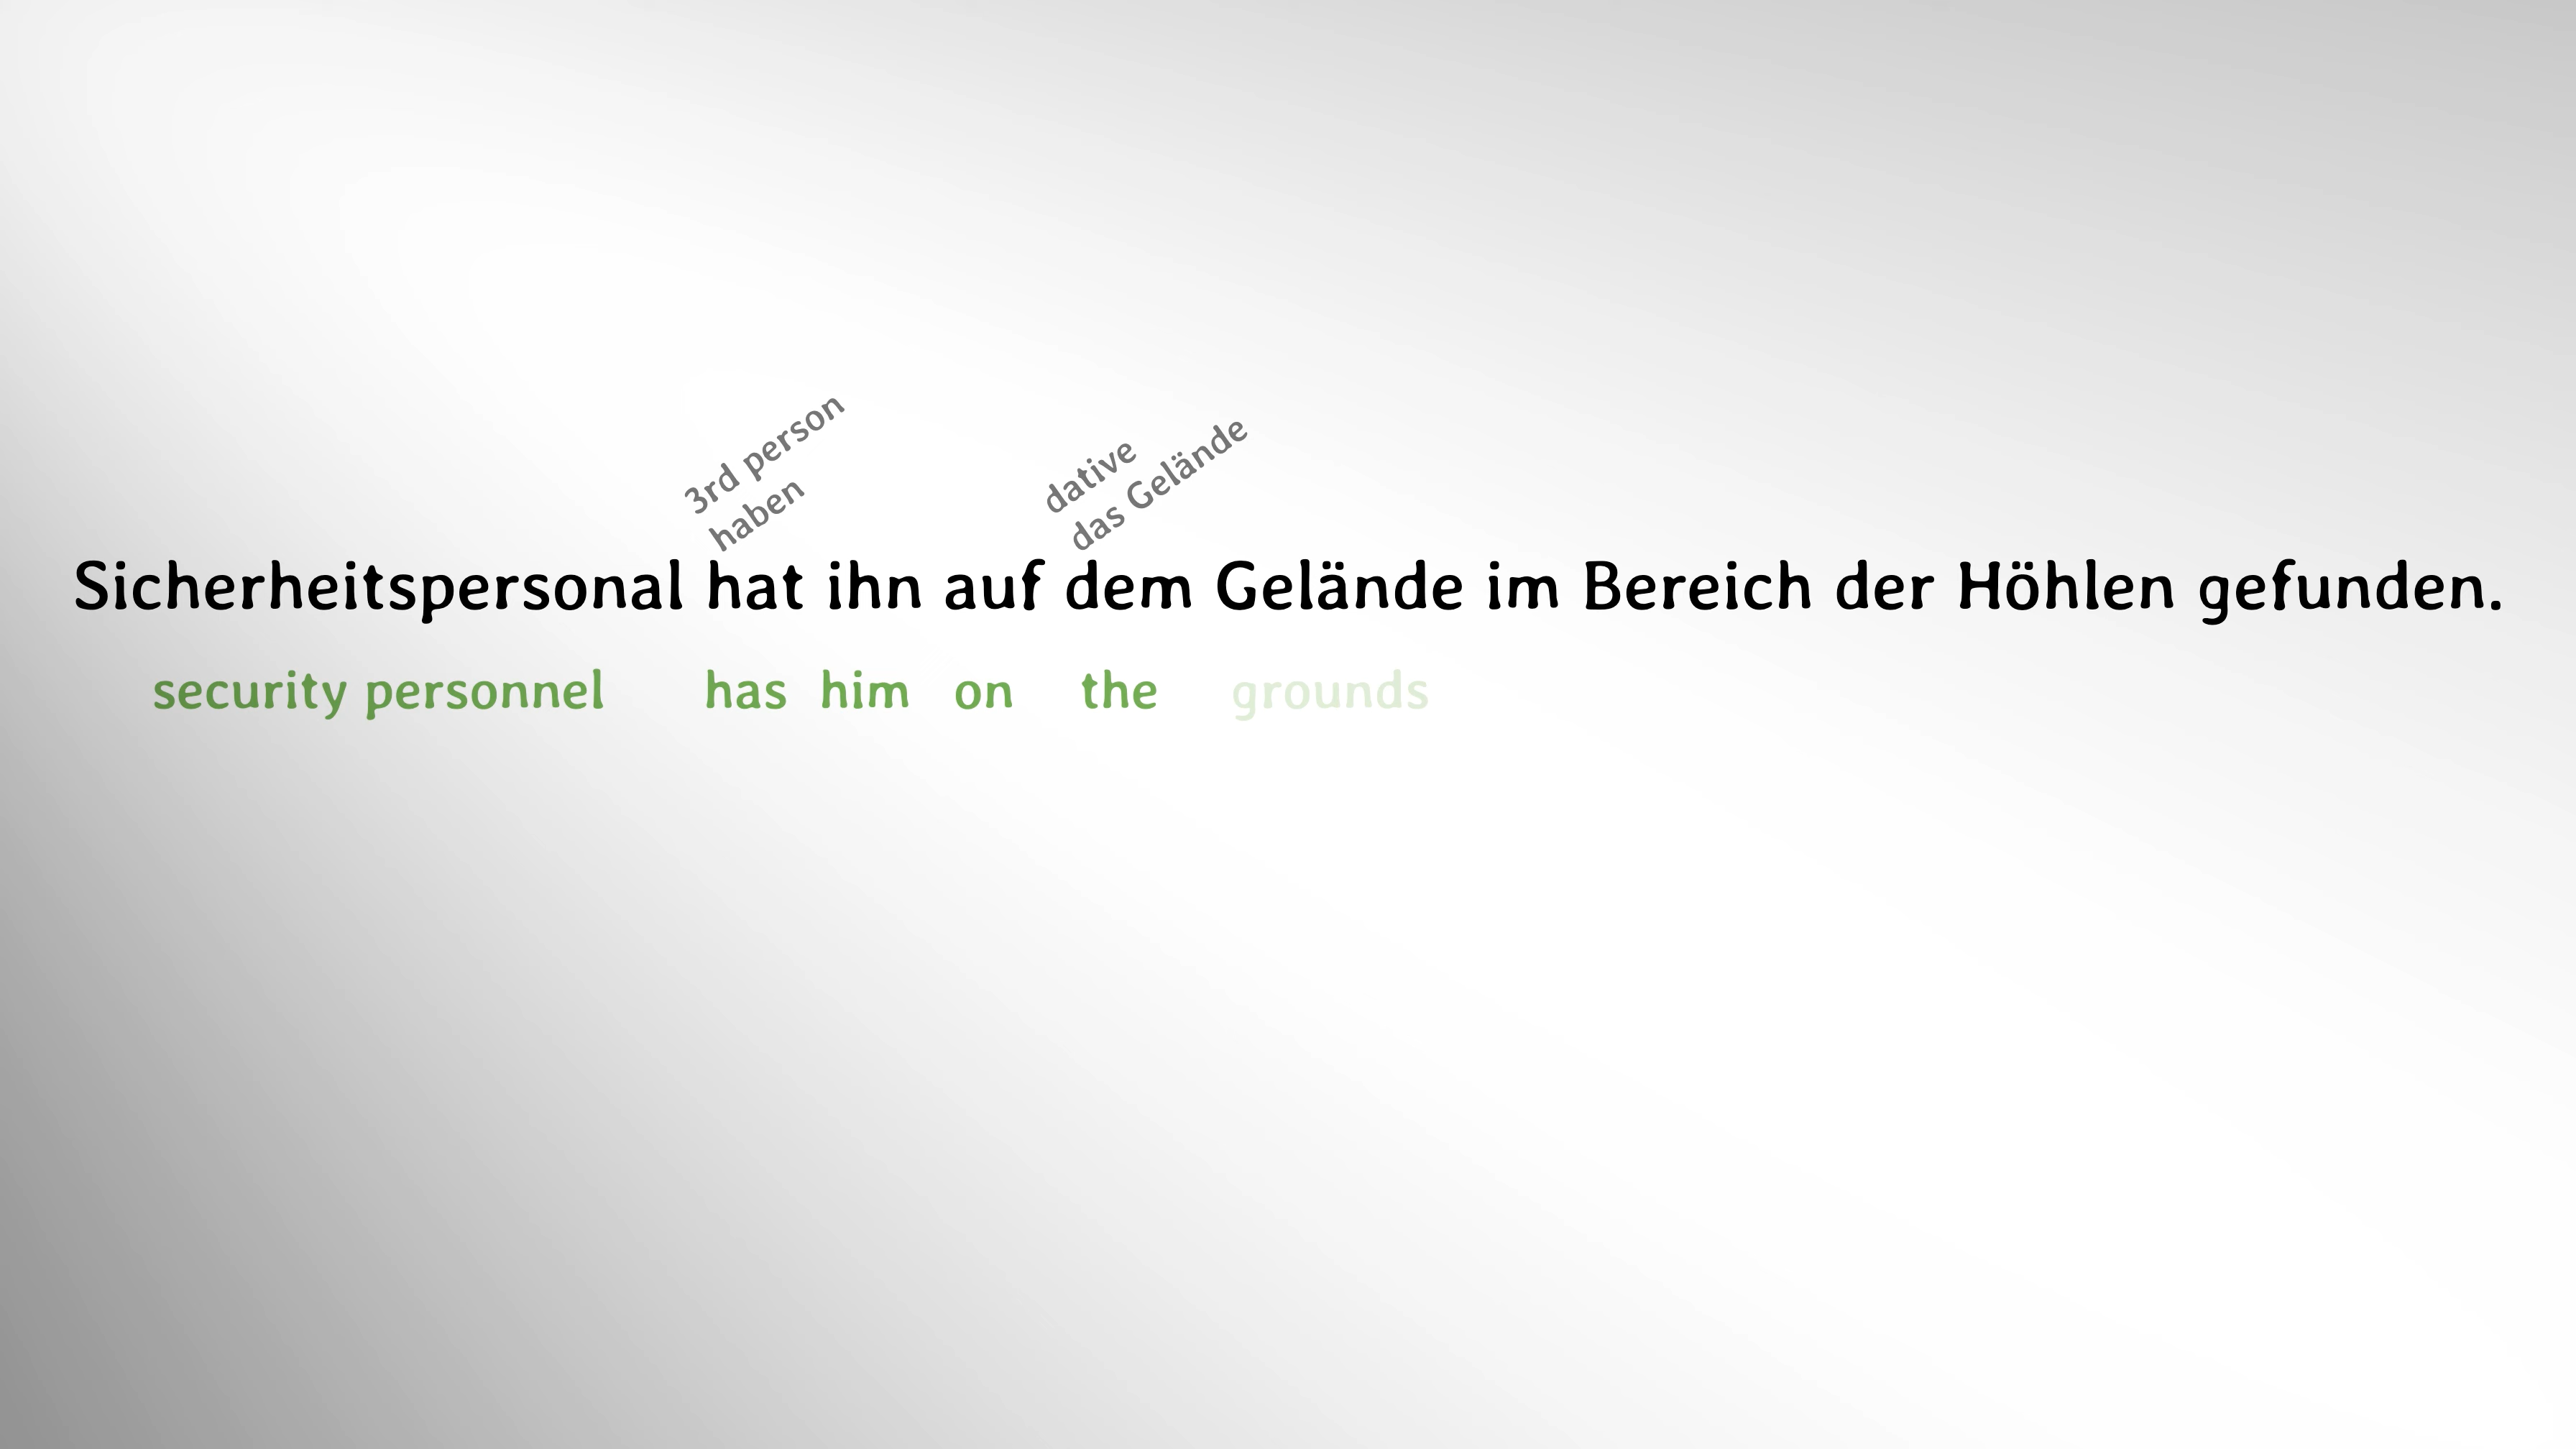 3rd person
haben
dative
das Gelände
Sicherheitspersonal hat ihn auf dem Gelände im Bereich der Höhlen gefunden.
security personnel has him on the grounds